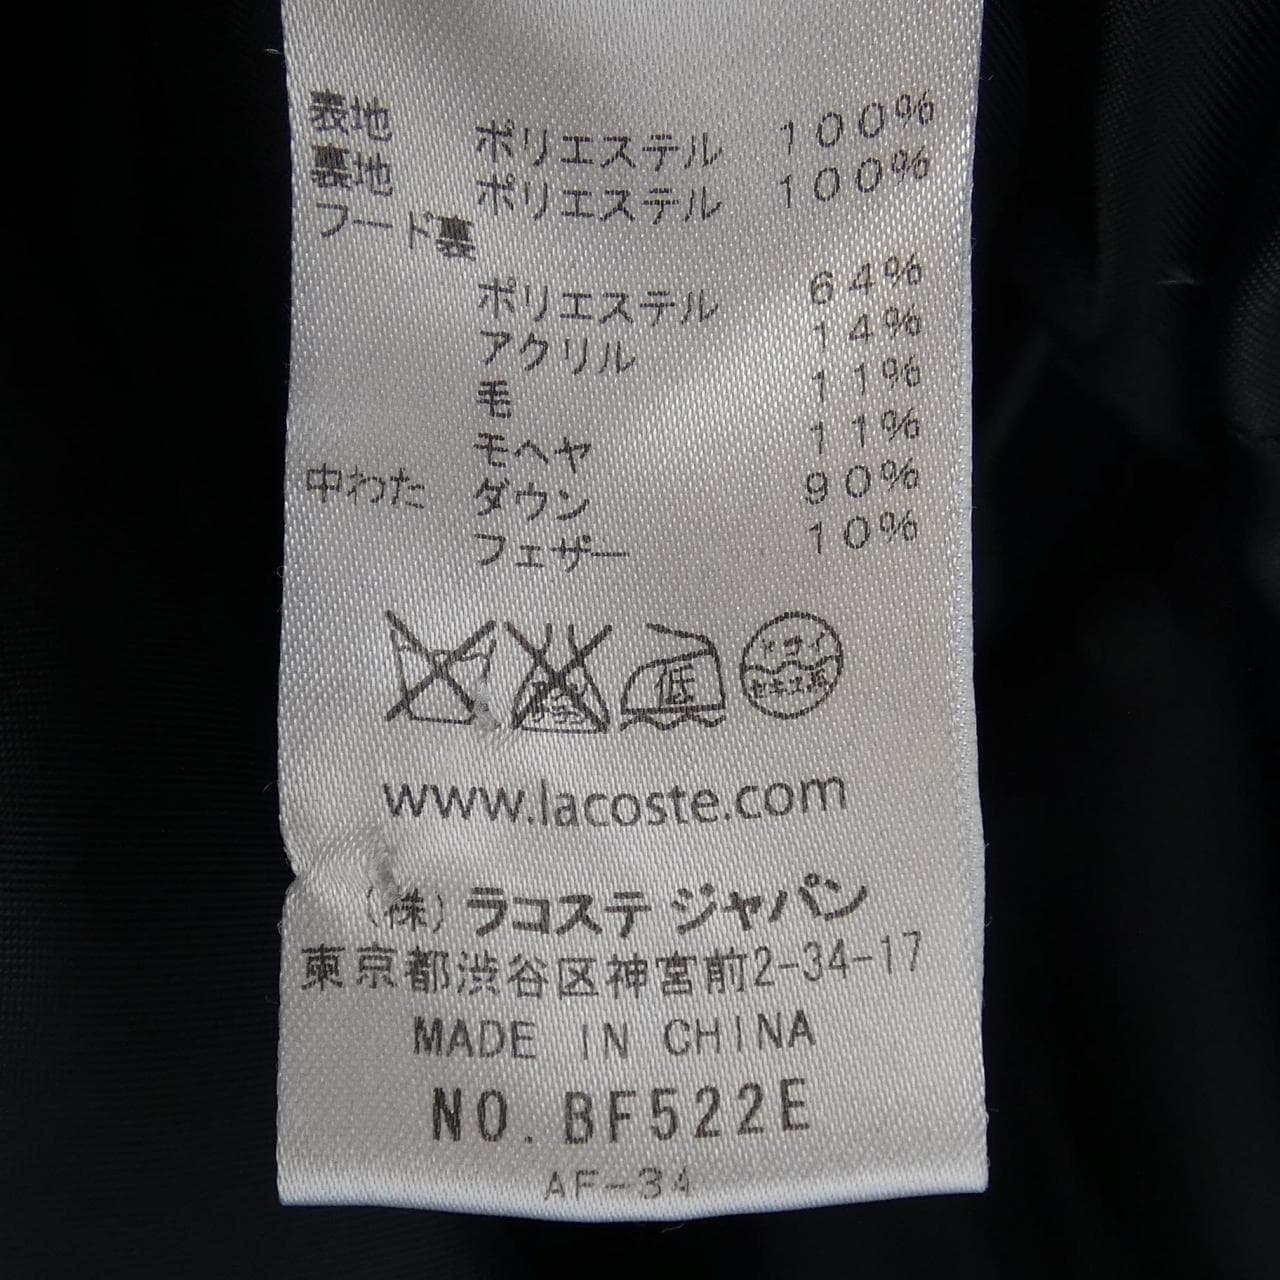 表地 ポリエステル 100%
裏地 ポリエステル 100%
フード裏
ポリエステル 64%
アクリル 14%
毛 11%
モヘヤ 11%
中わた ダウン 90%
フェザー 10%
低 ドライ
セキユ系
www.lacoste.com
(株) ラコステ ジャパン
東京都渋谷区神宮前2-34-17
MADE IN CHINA
NO. BF522E
AF-34